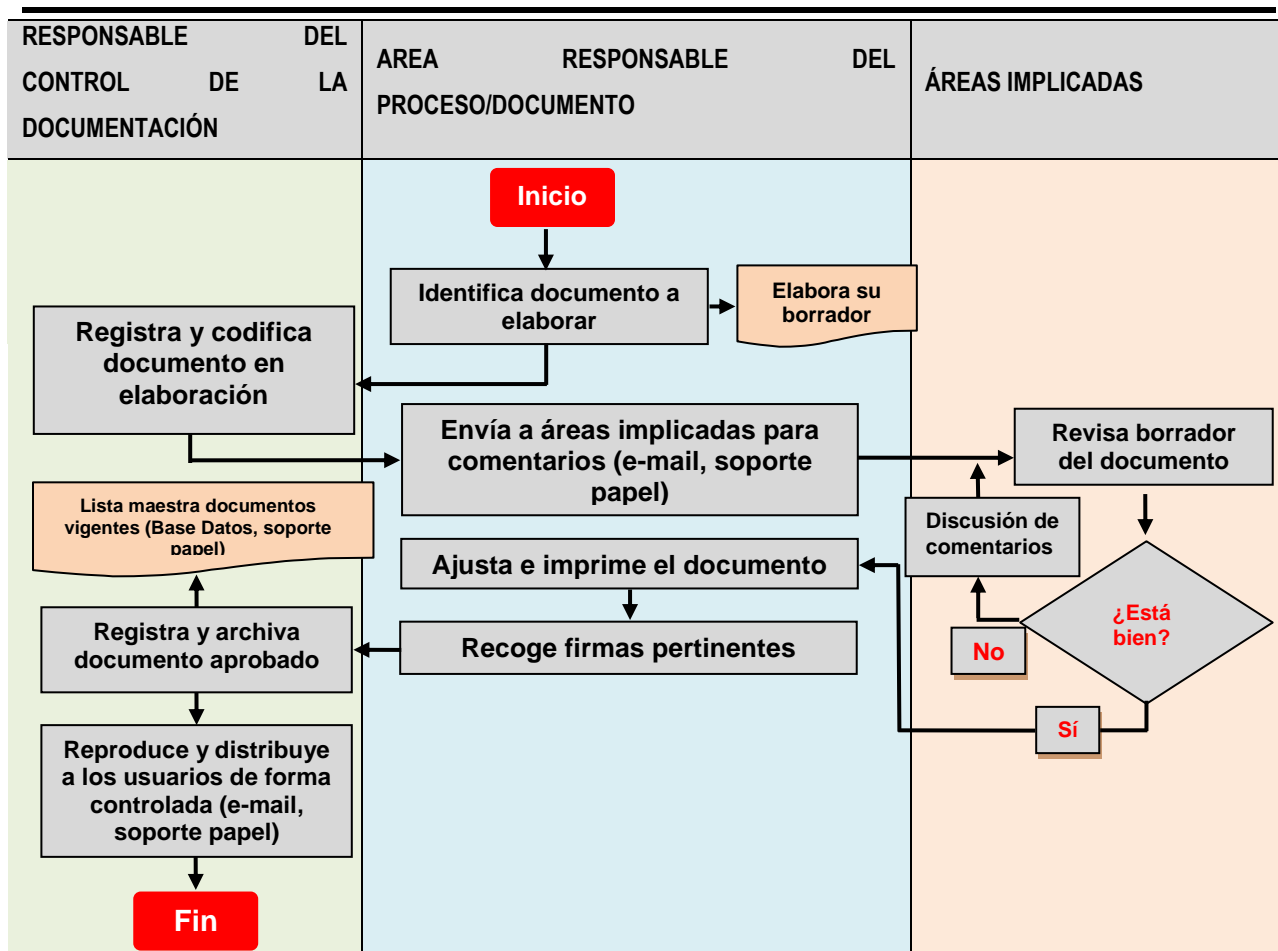 RESPONSABLE DEL
CONTROL DE LA
DOCUMENTACIÓN
AREA RESPONSABLE DEL
PROCESO/DOCUMENTO
ÁREAS IMPLICADAS
Inicio
Identifica documento a
elaborar
Elabora su
borrador
Registra y codifica
documento en
elaboración
Envía a áreas implicadas para
comentarios (e-mail, soporte
papel)
Revisa borrador
del documento
Lista maestra documentos
vigentes (Base Datos, soporte
papel)
Discusión de
comentarios
Ajusta e imprime el documento
¿Está
bien?
No
Registra y archiva
documento aprobado
Recoge firmas pertinentes
Sí
Reproduce y distribuye
a los usuarios de forma
controlada (e-mail,
soporte papel)
Fin